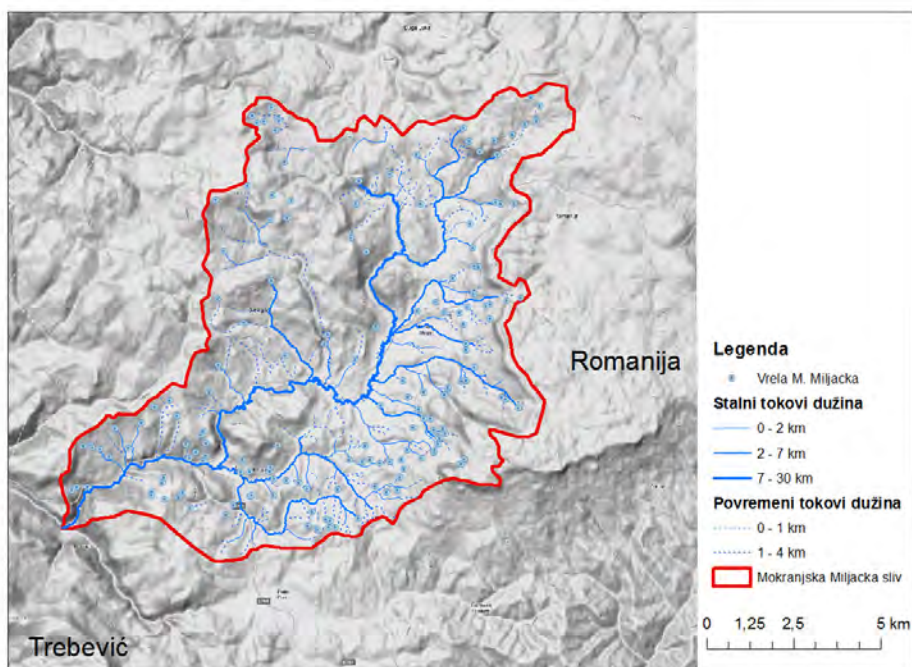 Romanija
Trebević
Legenda
Vrela M. Miljacka
Stalni tokovi dužina
0 - 2 km
2 - 7 km
7 - 30 km
Povremeni tokovi dužina
0 - 1 km
1 - 4 km
Mokranjska Miljacka sliv
0 1,25 2,5 5 km